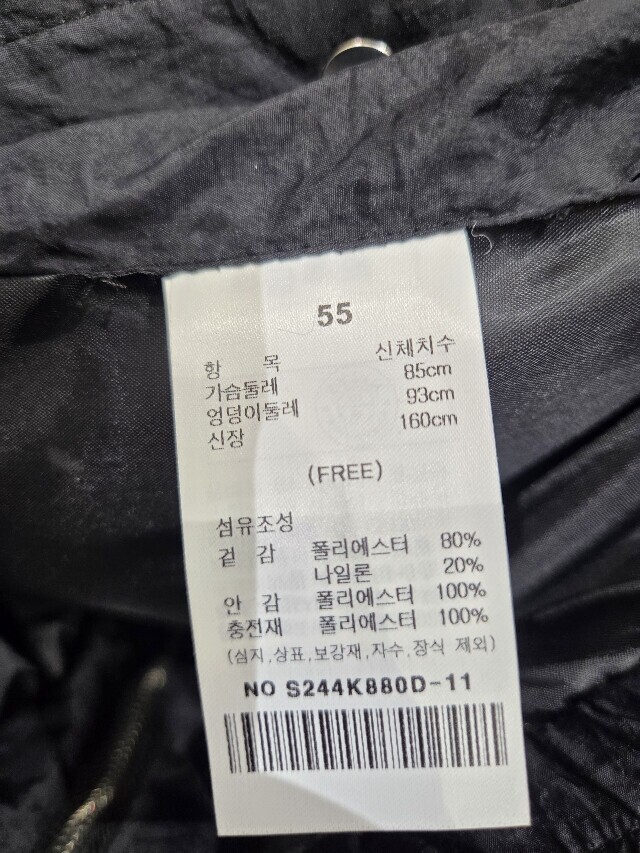 55
항 목 신체치수
가슴둘레 85cm
엉덩이둘레 93cm
신장 160cm
(FREE)
섬유조성
겉 감 폴리에스터 80%
나일론 20%
안 감 폴리에스터 100%
충전재 폴리에스터 100%
(심지,상표,보강재,자수,장식 제외)
NO S244K880D-11